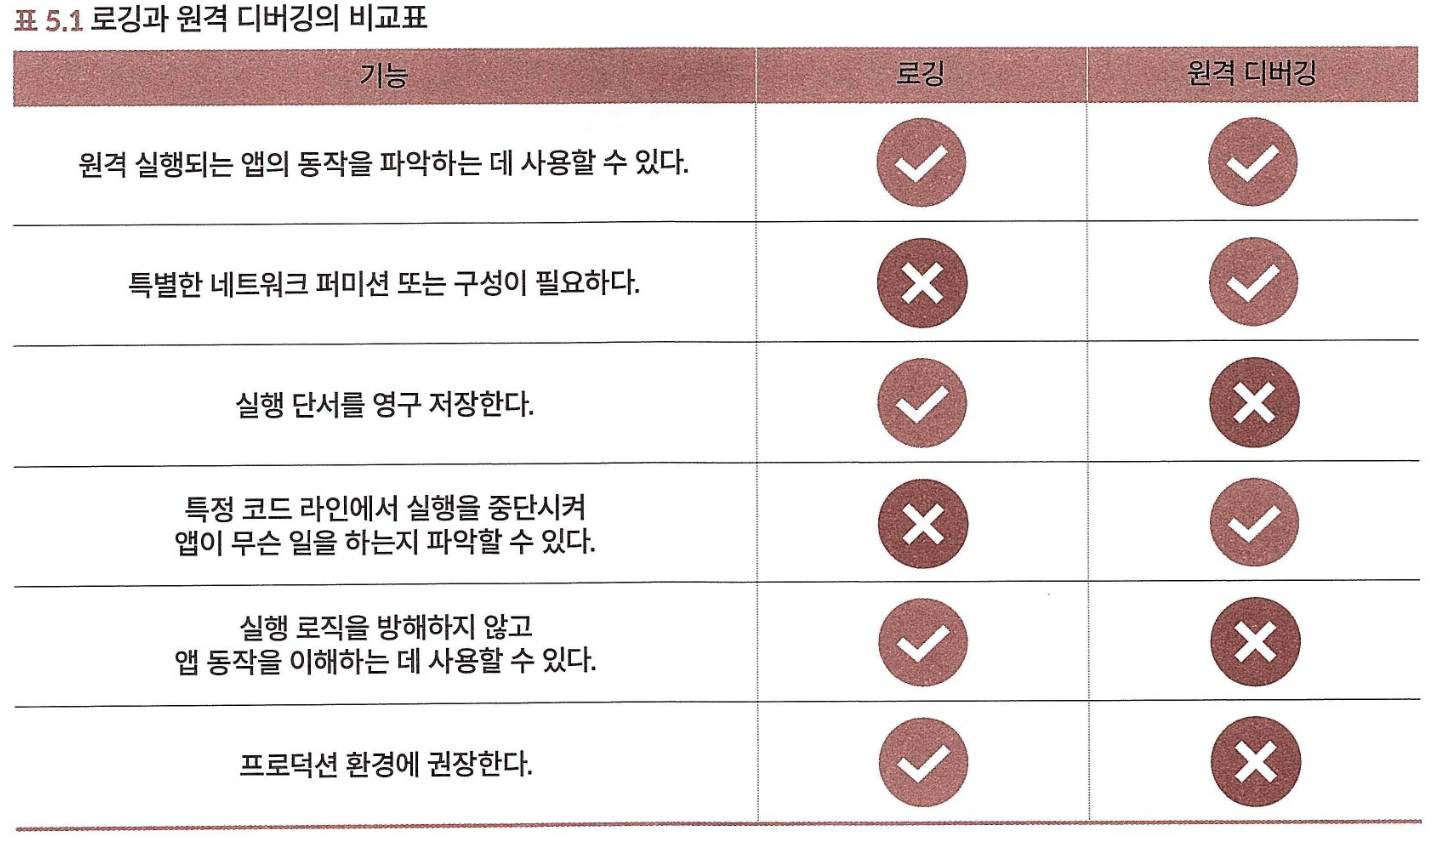 표 5.1 로깅과 원격 디버깅의 비교표
기능 로깅 원격 디버깅
원격 실행되는 앱의 동작을 파악하는 데 사용할 수 있다.
특별한 네트워크 퍼미션 또는 구성이 필요하다.
실행 단서를 영구 저장한다.
특정 코드 라인에서 실행을 중단시켜
앱이 무슨 일을 하는지 파악할 수 있다.
실행 로직을 방해하지 않고
앱 동작을 이해하는 데 사용할 수 있다.
프로덕션 환경에 권장한다.